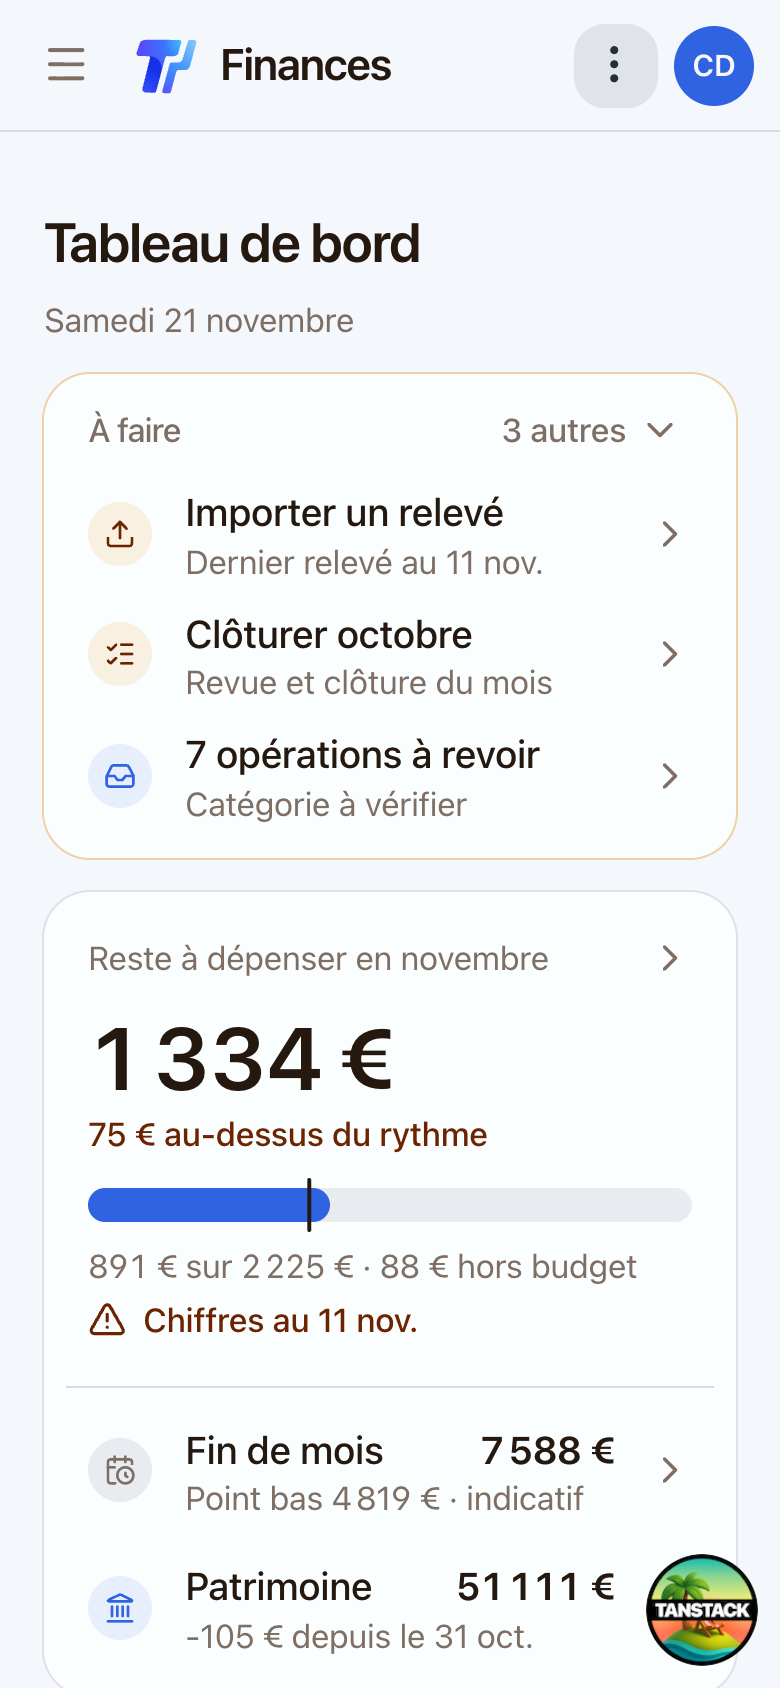 Finances
CD
Tableau de bord
Samedi 21 novembre
À faire
3 autres
Importer un relevé
Dernier relevé au 11 nov.
Clôturer octobre
Revue et clôture du mois
7 opérations à revoir
Catégorie à vérifier
Reste à dépenser en novembre
1 334 €
75 € au-dessus du rythme
891 € sur 2 225 € · 88 € hors budget
Chiffres au 11 nov.
Fin de mois 7 588 €
Point bas 4 819 € · indicatif
Patrimoine 51 111 €
-105 € depuis le 31 oct.
TANSTACK